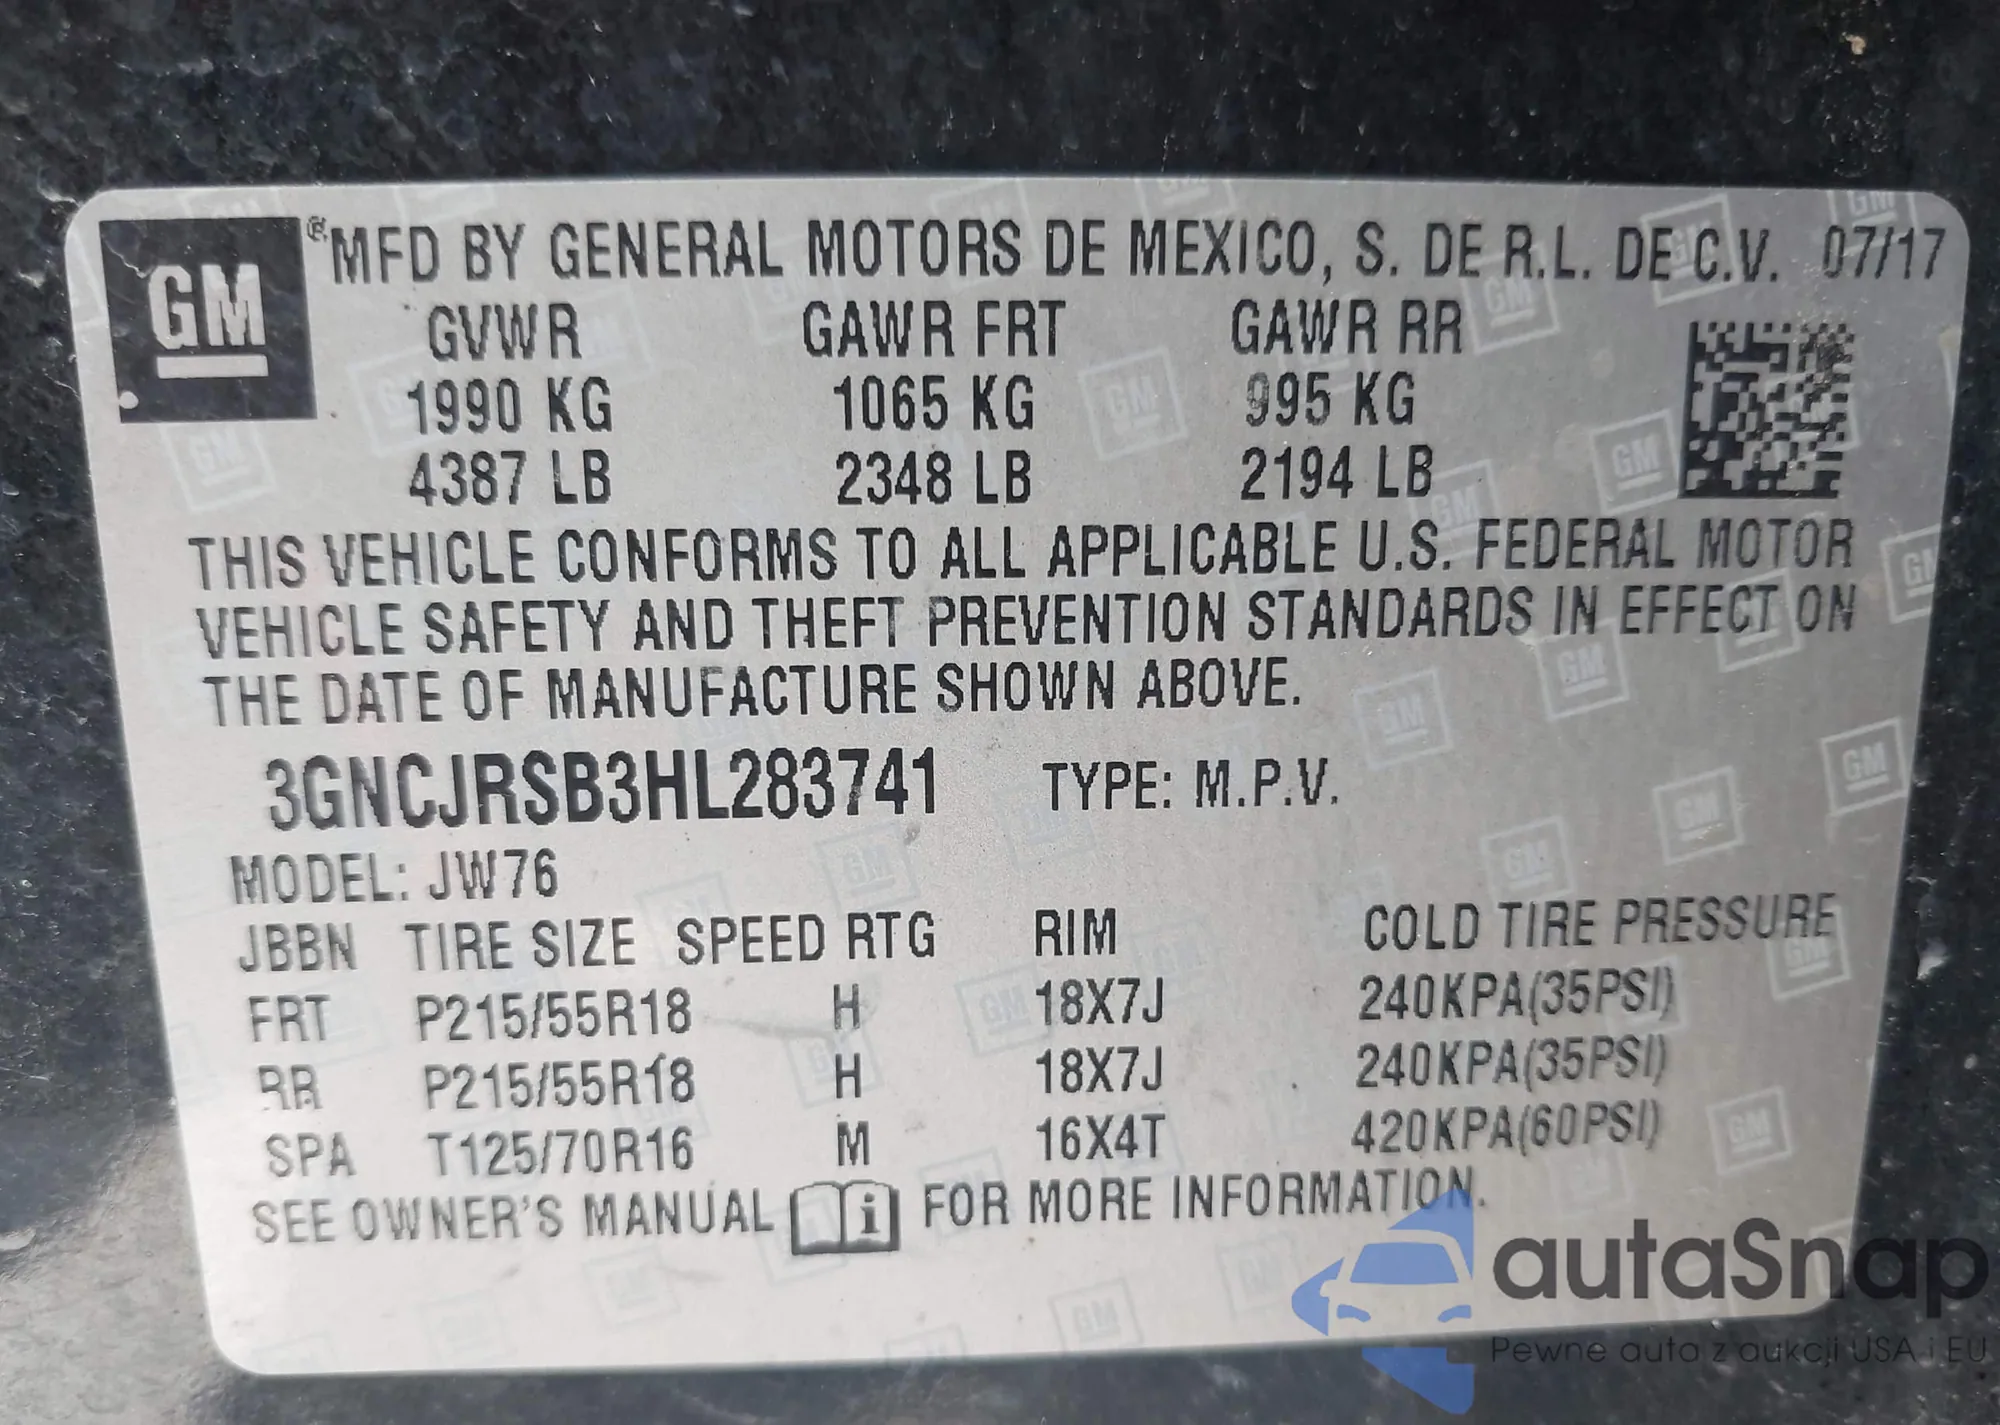 GM ® MFD BY GENERAL MOTORS DE MEXICO, S. DE R.L. DE C.V. 07/17
GVWR GAWR FRT GAWR RR
1990 KG 1065 KG 995 KG
4387 LB 2348 LB 2194 LB
THIS VEHICLE CONFORMS TO ALL APPLICABLE U.S. FEDERAL MOTOR
VEHICLE SAFETY AND THEFT PREVENTION STANDARDS IN EFFECT ON
THE DATE OF MANUFACTURE SHOWN ABOVE.
3GNCJRSB3HL283741 TYPE: M.P.V.
MODEL: JW76
JBBN TIRE SIZE SPEED RTG RIM COLD TIRE PRESSURE
FRT P215/55R18 H 18X7J 240KPA(35PSI)
RR P215/55R18 H 18X7J 240KPA(35PSI)
SPA T125/70R16 M 16X4T 420KPA(60PSI)
SEE OWNER'S MANUAL i FOR MORE INFORMATION.
autaSnap
Pewne auta z aukcji USA i EU